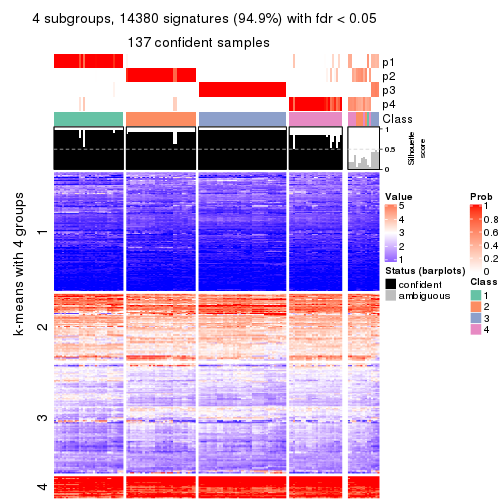 4 subgroups, 14380 signatures (94.9%) with fdr < 0.05
137 confident samples
p1
p2
p3
p4
Class
1
0.5
0
Silhouette
score
k-means with 4 groups
1
2
3
4
Value
5
4
3
2
1
Status (barplots)
confident
ambiguous
Prob
1
0.8
0.6
0.4
0.2
0
Class
1
2
3
4